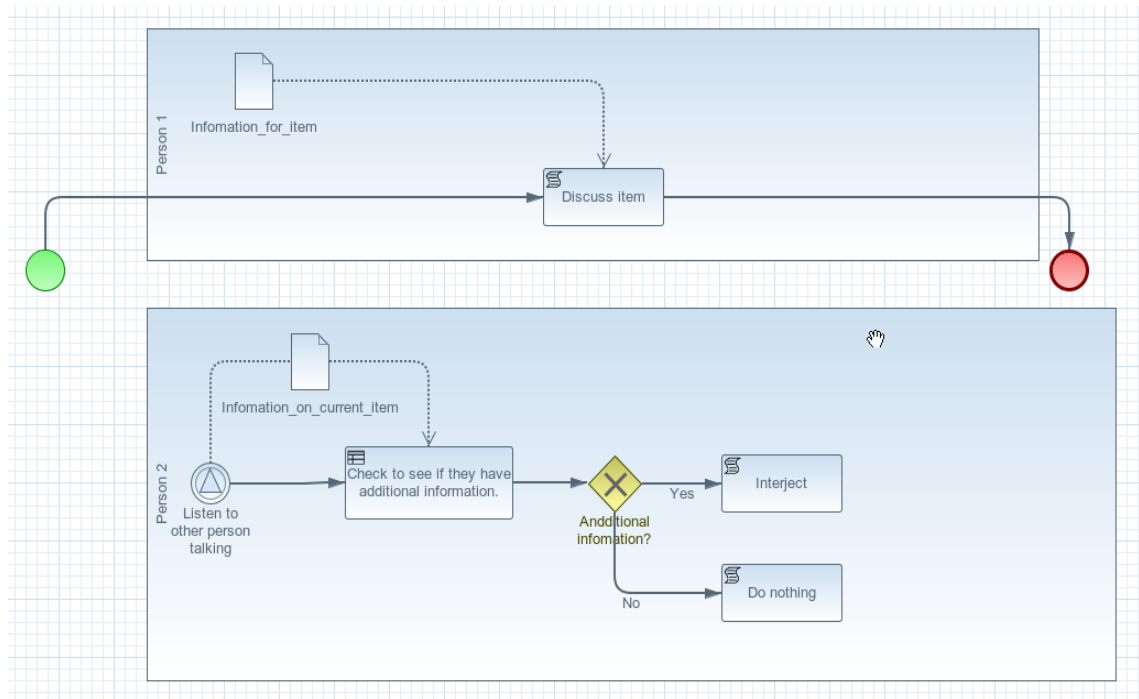 Person 1
Infomation_for_item
Discuss item
Person 2
Infomation_on_current_item
Listen to
other person
talking
Check to see if they have
additional information.
Andditional
infomation?
Yes
Interject
No
Do nothing